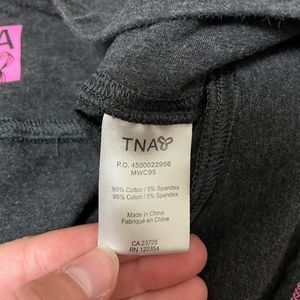 A
TNA
P.O. 4500022956
MWC95
95% Cotton / 5% Spandex
95% Coton / 5% Spandex
Made in China
Fabriqué en Chine
CA 23725
RN 122354